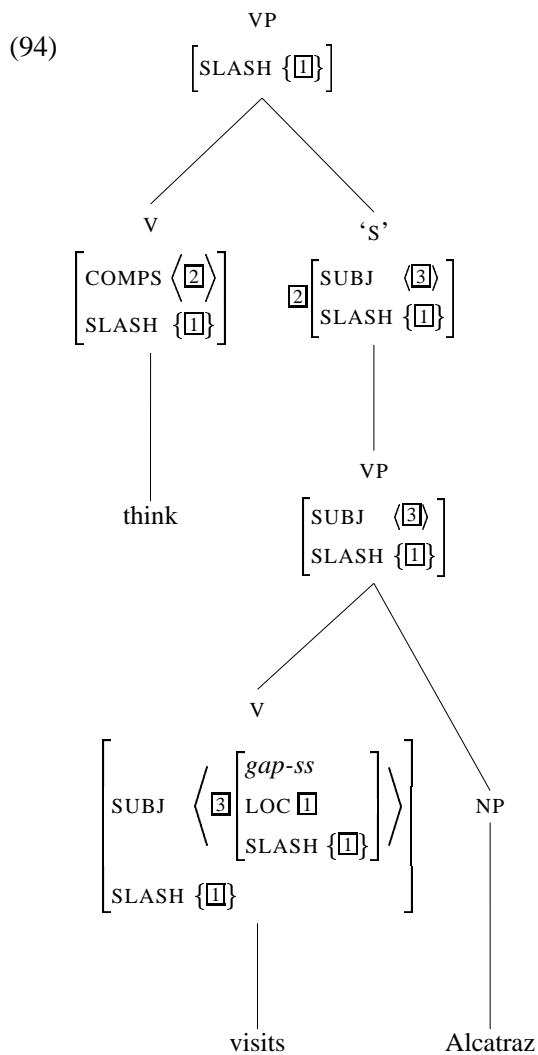 (94)
VP
[SLASH {[1]}]
V
‘S’
[COMPS ⟨[2]⟩
SLASH {[1]}]
[2][SUBJ ⟨[3]⟩
SLASH {[1]}]
think
VP
[SUBJ ⟨[3]⟩
SLASH {[1]}]
V
NP
[SUBJ ⟨[3][gap-ss
LOC [1]
SLASH {[1]}]⟩
SLASH {[1]}]
visits Alcatraz